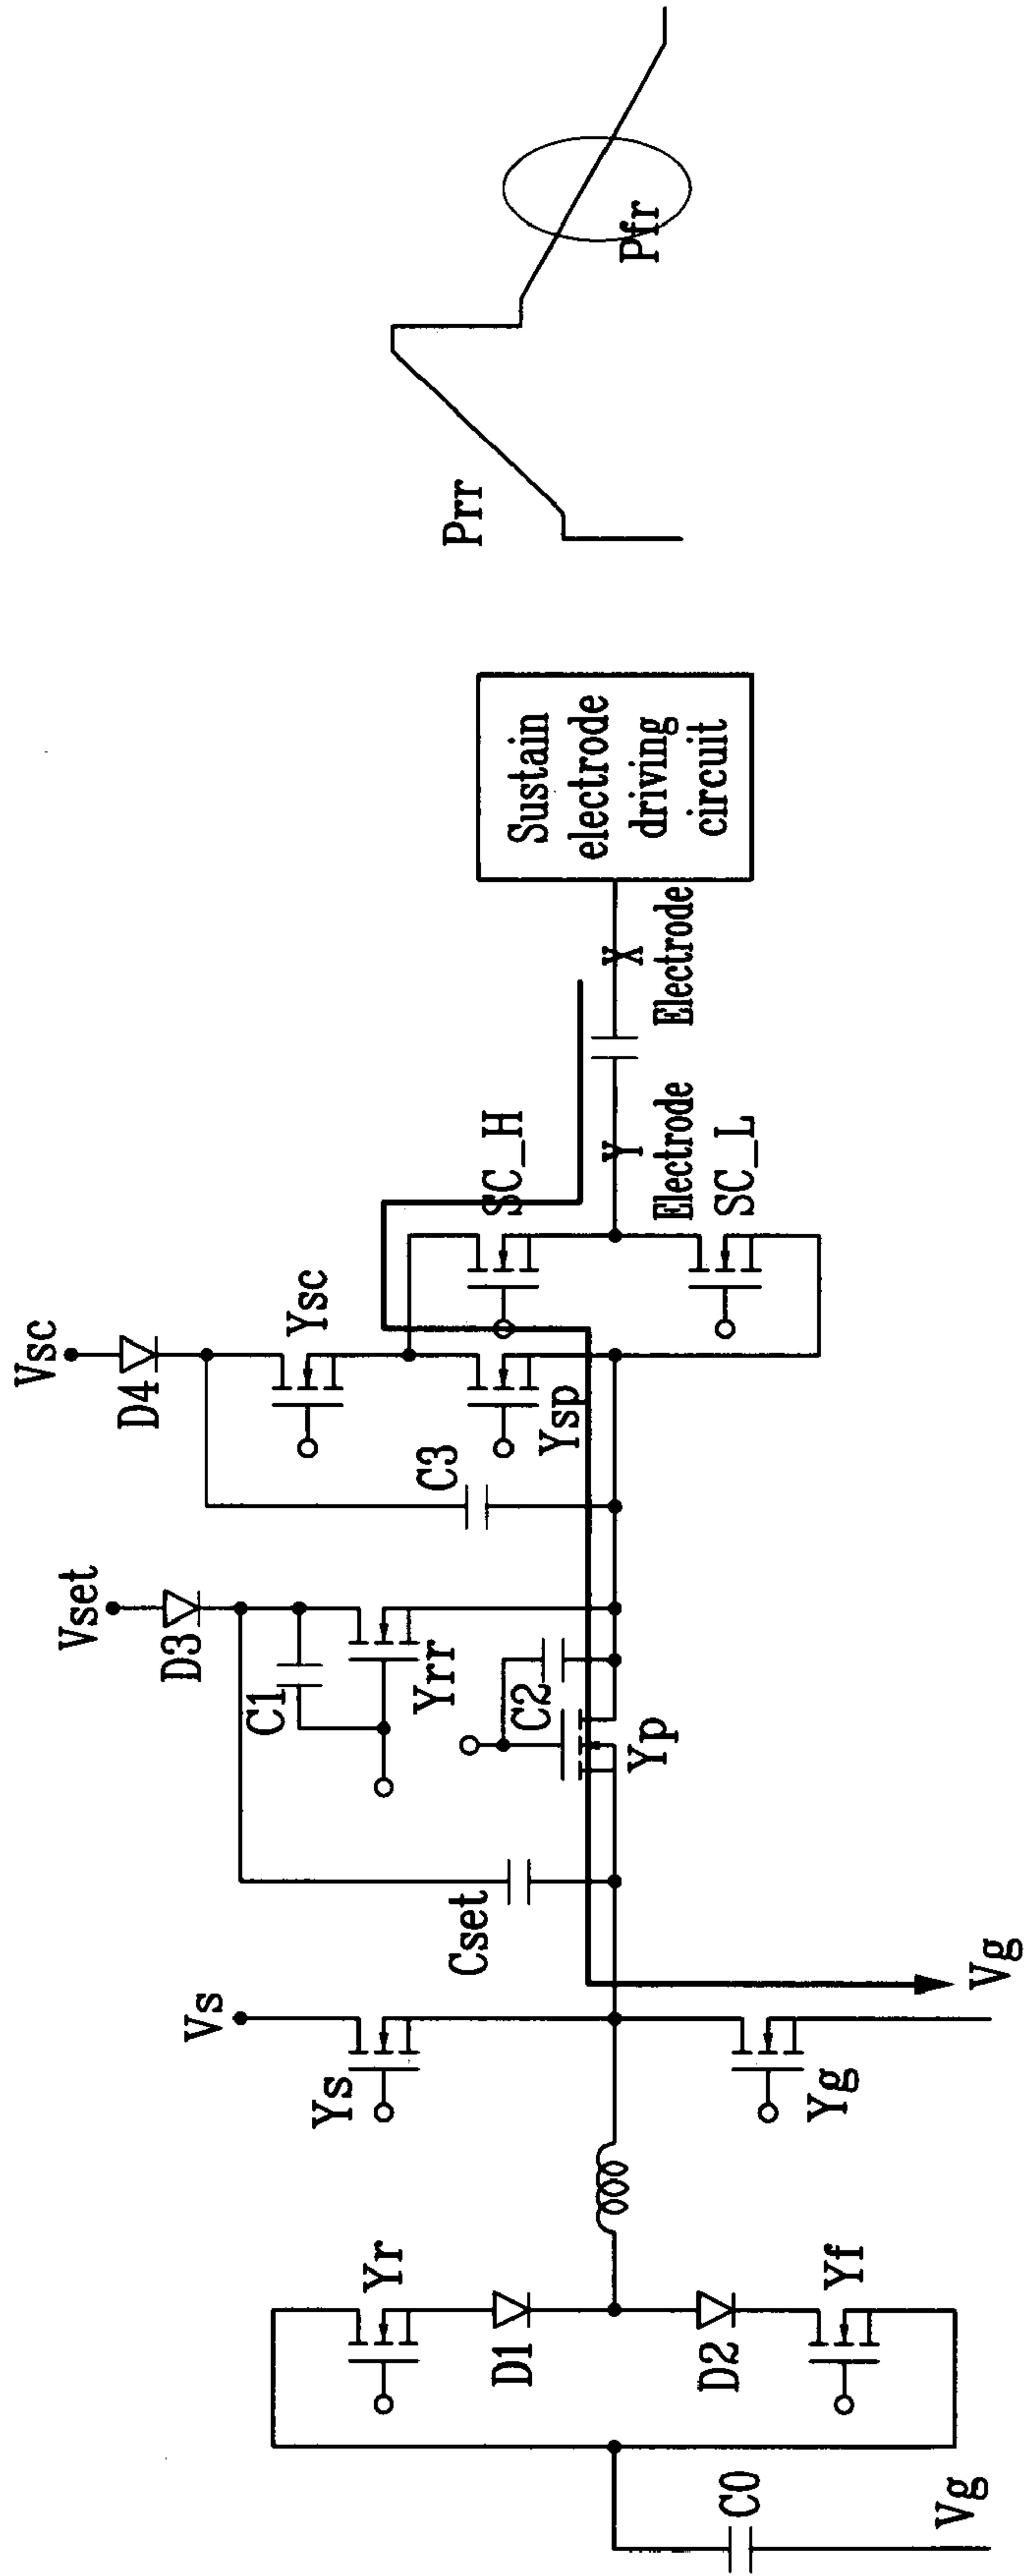 Vsc
D4
Ysc
Vset
D3
C3
SC_H
Prr
Vs
C1
Yrr
Ysp
Y
X
Electrode
Electrode
Sustain
electrode
driving
circuit
Pfr
Ys
Cset
C2
Yp
SC_L
Yr
D1
D2
Yf
Yg
Vg
C0
Vg